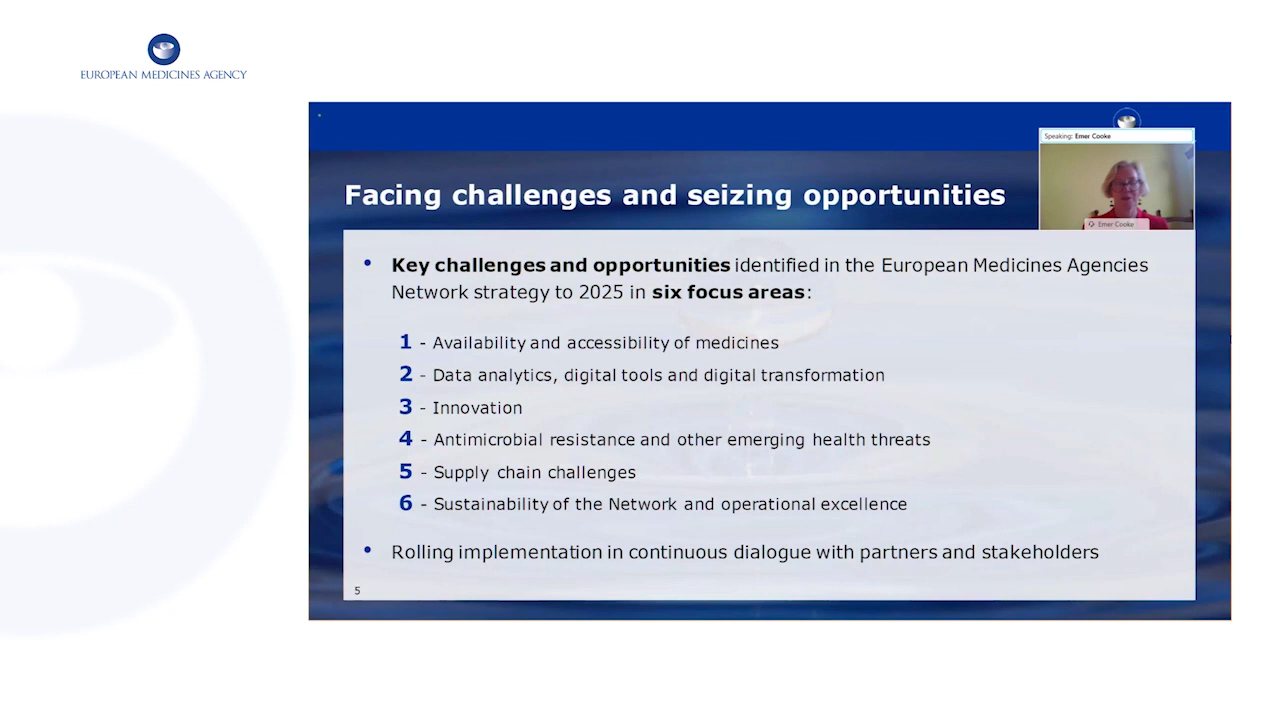 EUROPEAN MEDICINES AGENCY
Speaking: Emer Cooke
Emer Cooke
Facing challenges and seizing opportunities
• Key challenges and opportunities identified in the European Medicines Agencies
Network strategy to 2025 in six focus areas:
1 - Availability and accessibility of medicines
2 - Data analytics, digital tools and digital transformation
3 - Innovation
4 - Antimicrobial resistance and other emerging health threats
5 - Supply chain challenges
6 - Sustainability of the Network and operational excellence
• Rolling implementation in continuous dialogue with partners and stakeholders
5